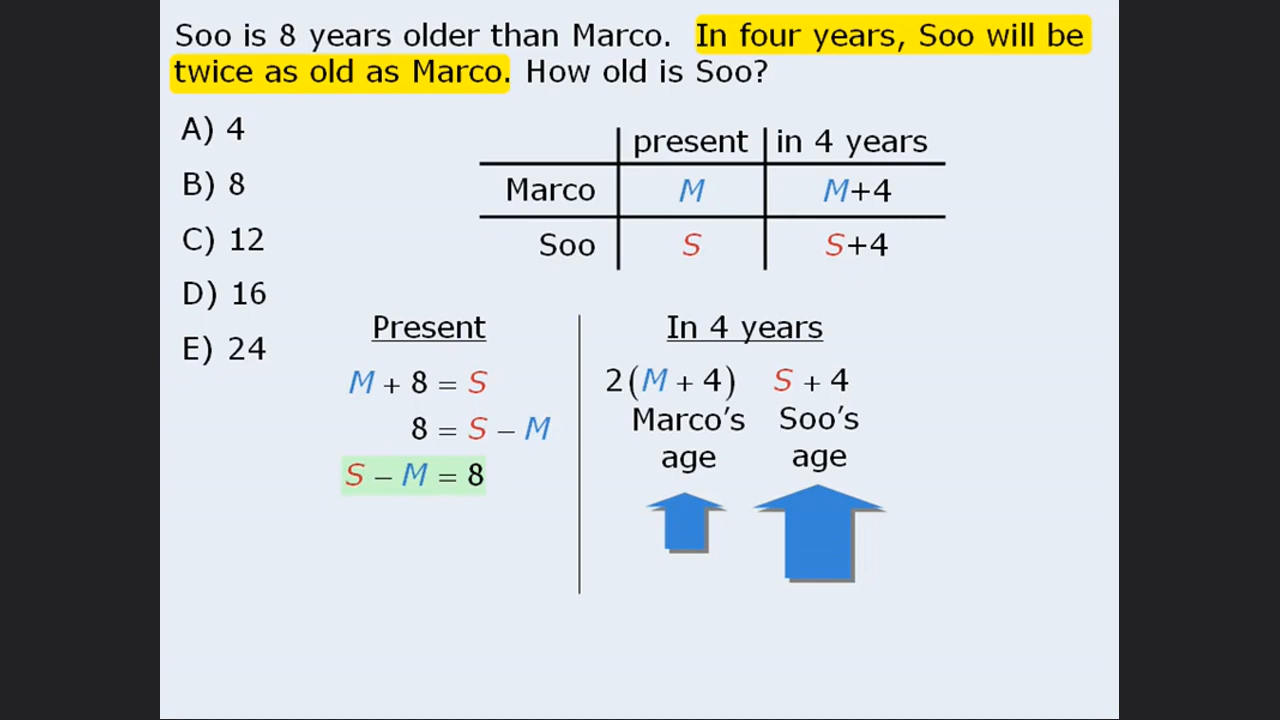 Soo is 8 years older than Marco. In four years, Soo will be
twice as old as Marco. How old is Soo?
A) 4
B) 8
C) 12
D) 16
E) 24
present in 4 years
Marco M M+4
Soo S S+4
Present
M + 8 = S
8 = S – M
S – M = 8
In 4 years
2(M + 4) S + 4
Marco's Soo's
age age